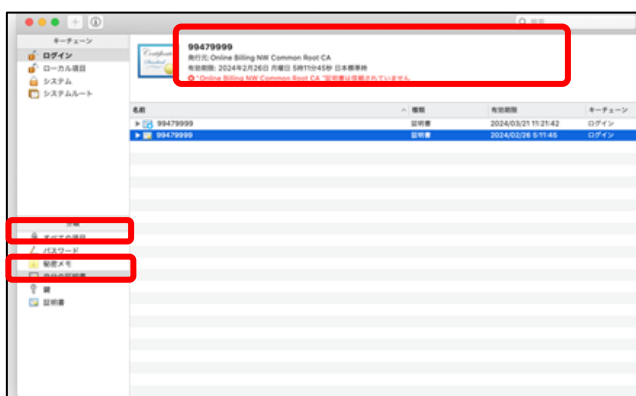 検索
キーチェーン
ログイン
ローカル項目
システム
システムルート
Certificate
Standard
99479999
発行元: Online Billing NW Common Root CA
有効期限: 2024年2月26日 月曜日 5時11分45秒 日本標準時
"Online Billing NW Common Root CA"証明書は信頼されていません
名前 種類 有効期限 キーチェーン
99479999 証明書 2024/03/21 11:21:42 ログイン
99479999 証明書 2024/02/26 5:11:45 ログイン
分類
すべての項目
パスワード
秘密メモ
自分の証明書
鍵
証明書